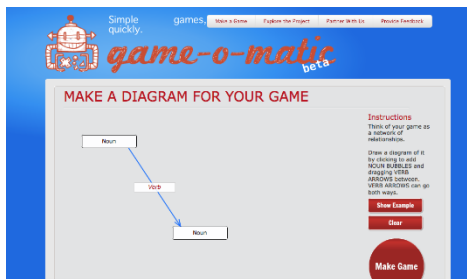 Simple games,
quickly.
Make a Game Explore the Project Partner With Us Provide Feedback
game-o-matic
beta
MAKE A DIAGRAM FOR YOUR GAME
Noun
Verb
Noun
Instructions
Think of your game as
a network of
relationships.
Draw a diagram of it
by clicking to add
NOUN BUBBLES and
dragging VERB
ARROWS between.
VERB ARROWS can go
both ways.
Show Example
Clear
Make Game